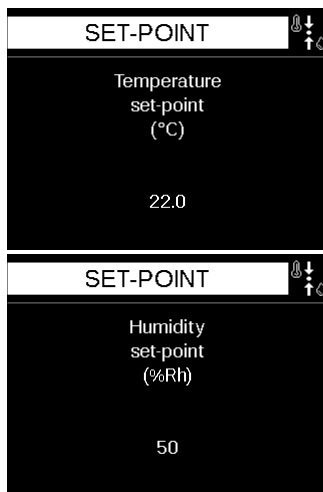 SET-POINT
Temperature
set-point
(°C)
22.0
SET-POINT
Humidity
set-point
(%Rh)
50